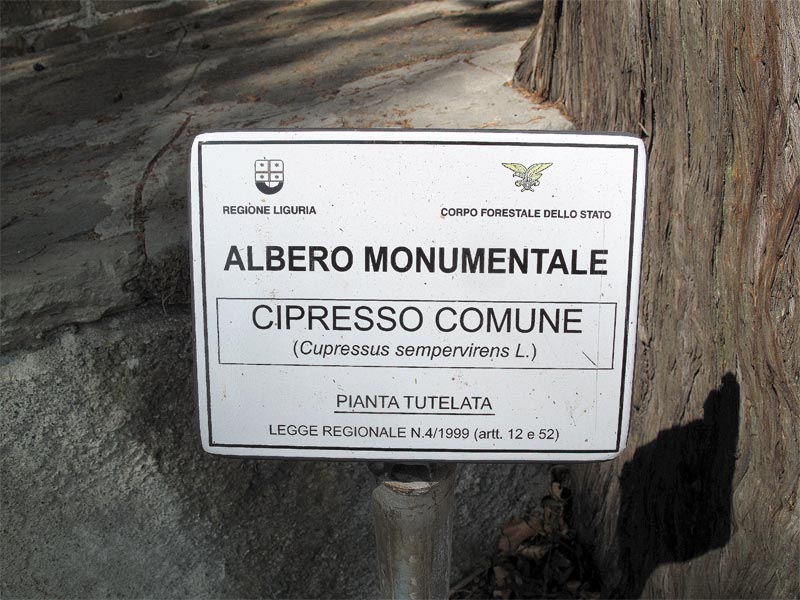 REGIONE LIGURIA
CORPO FORESTALE DELLO STATO
ALBERO MONUMENTALE
CIPRESSO COMUNE
(Cupressus sempervirens L.)
PIANTA TUTELATA
LEGGE REGIONALE N.4/1999 (artt. 12 e 52)